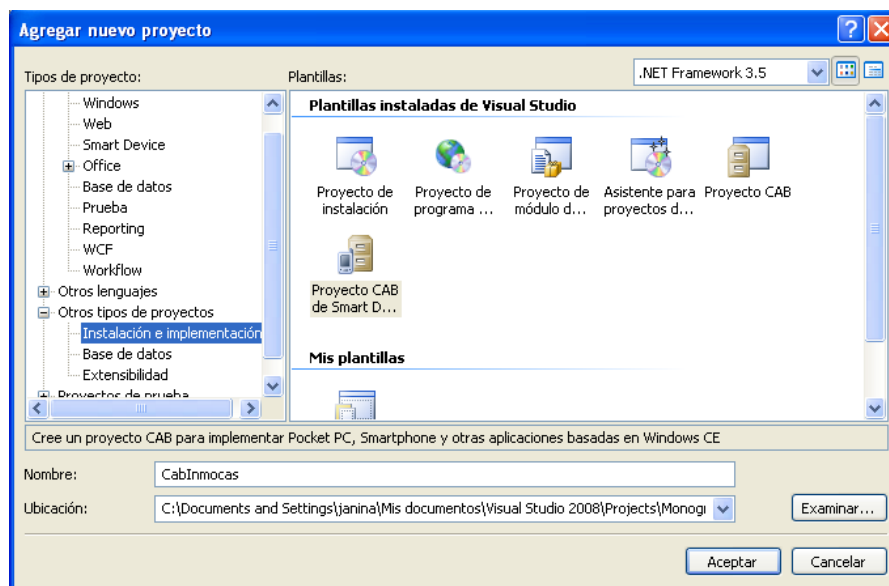 Agregar nuevo proyecto
Tipos de proyecto:
Plantillas:
.NET Framework 3.5
Windows
Web
Smart Device
Office
Base de datos
Prueba
Reporting
WCF
Workflow
Otros lenguajes
Otros tipos de proyectos
Instalación e implementación
Base de datos
Extensibilidad
Proyectos de prueba
Plantillas instaladas de Visual Studio
Proyecto de
instalación
Proyecto de
programa ...
Proyecto de
módulo d...
Asistente para
proyectos d...
Proyecto CAB
Proyecto CAB
de Smart D...
Mis plantillas
Cree un proyecto CAB para implementar Pocket PC, Smartphone y otras aplicaciones basadas en Windows CE
Nombre:
CabInmocas
Ubicación:
C:\Documents and Settings\janina\Mis documentos\Visual Studio 2008\Projects\Monogr
Examinar...
Aceptar
Cancelar